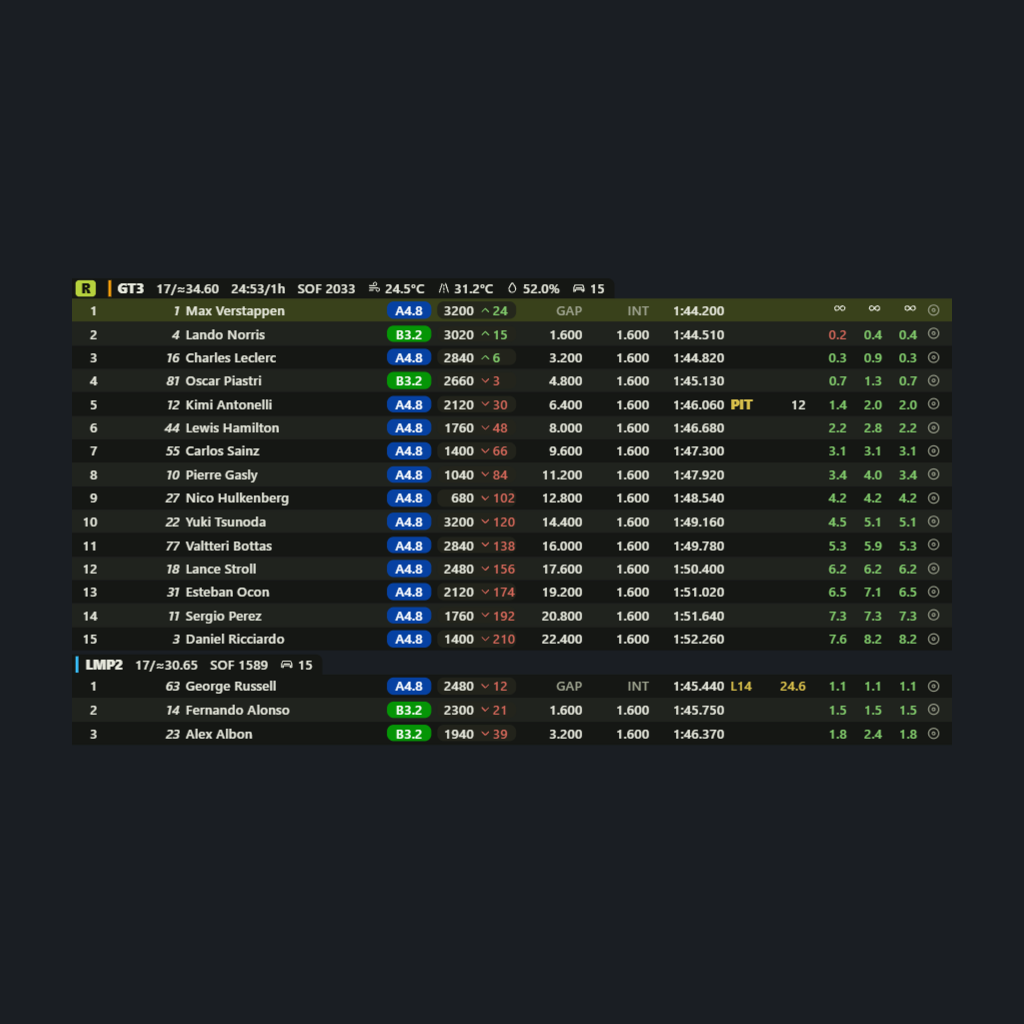 R GT3 17/≈34.60 24:53/1h SOF 2033 24.5°C 31.2°C 52.0% 15
1 1 Max Verstappen A4.8 3200 24 GAP INT 1:44.200 ∞ ∞ ∞
2 4 Lando Norris B3.2 3020 15 1.600 1.600 1:44.510 0.2 0.4 0.4
3 16 Charles Leclerc A4.8 2840 6 3.200 1.600 1:44.820 0.3 0.9 0.3
4 81 Oscar Piastri B3.2 2660 3 4.800 1.600 1:45.130 0.7 1.3 0.7
5 12 Kimi Antonelli A4.8 2120 30 6.400 1.600 1:46.060 PIT 12 1.4 2.0 2.0
6 44 Lewis Hamilton A4.8 1760 48 8.000 1.600 1:46.680 2.2 2.8 2.2
7 55 Carlos Sainz A4.8 1400 66 9.600 1.600 1:47.300 3.1 3.1 3.1
8 10 Pierre Gasly A4.8 1040 84 11.200 1.600 1:47.920 3.4 4.0 3.4
9 27 Nico Hulkenberg A4.8 680 102 12.800 1.600 1:48.540 4.2 4.2 4.2
10 22 Yuki Tsunoda A4.8 3200 120 14.400 1.600 1:49.160 4.5 5.1 5.1
11 77 Valtteri Bottas A4.8 2840 138 16.000 1.600 1:49.780 5.3 5.9 5.3
12 18 Lance Stroll A4.8 2480 156 17.600 1.600 1:50.400 6.2 6.2 6.2
13 31 Esteban Ocon A4.8 2120 174 19.200 1.600 1:51.020 6.5 7.1 6.5
14 11 Sergio Perez A4.8 1760 192 20.800 1.600 1:51.640 7.3 7.3 7.3
15 3 Daniel Ricciardo A4.8 1400 210 22.400 1.600 1:52.260 7.6 8.2 8.2
LMP2 17/≈30.65 SOF 1589 15
1 63 George Russell A4.8 2480 12 GAP INT 1:45.440 L14 24.6 1.1 1.1 1.1
2 14 Fernando Alonso B3.2 2300 21 1.600 1.600 1:45.750 1.5 1.5 1.5
3 23 Alex Albon B3.2 1940 39 3.200 1.600 1:46.370 1.8 2.4 1.8